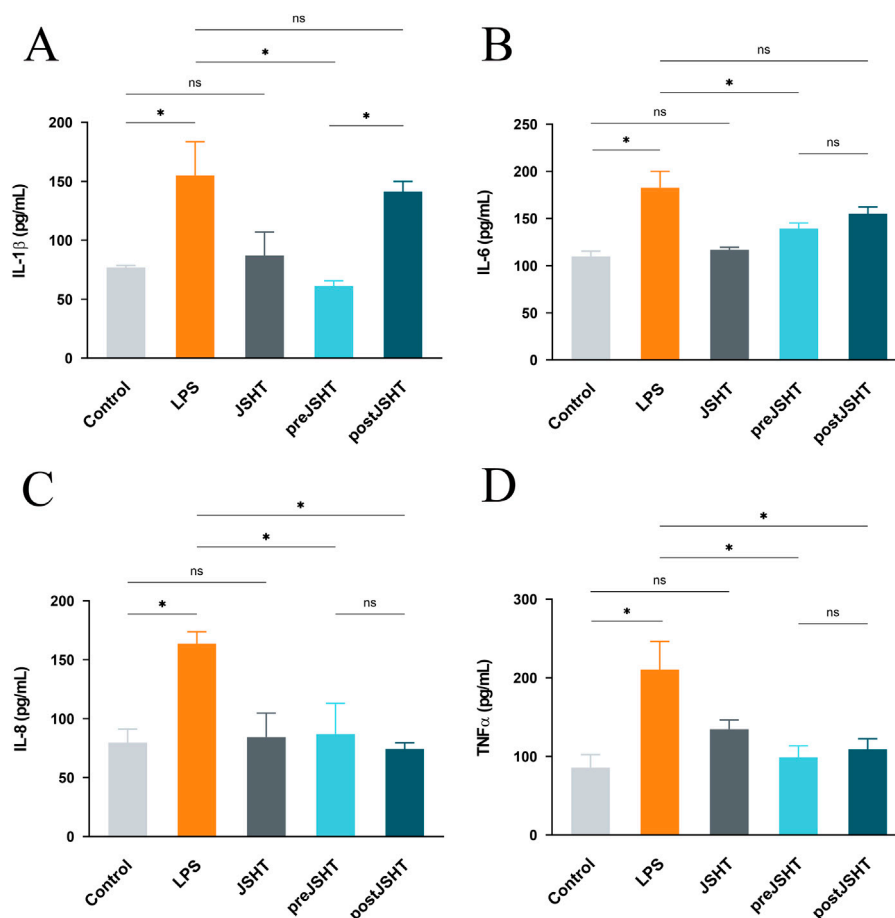 A
ns
*
ns
*
*
IL-1β (pg/mL)
200
150
100
50
0
Control
LPS
JSHT
preJSHT
postJSHT
B
ns
*
ns
*
ns
IL-6 (pg/mL)
250
200
150
100
50
0
Control
LPS
JSHT
preJSHT
postJSHT
C
*
*
ns
*
ns
IL-8 (pg/mL)
200
150
100
50
0
Control
LPS
JSHT
preJSHT
postJSHT
D
*
*
ns
*
ns
TNFα (pg/mL)
300
200
100
0
Control
LPS
JSHT
preJSHT
postJSHT